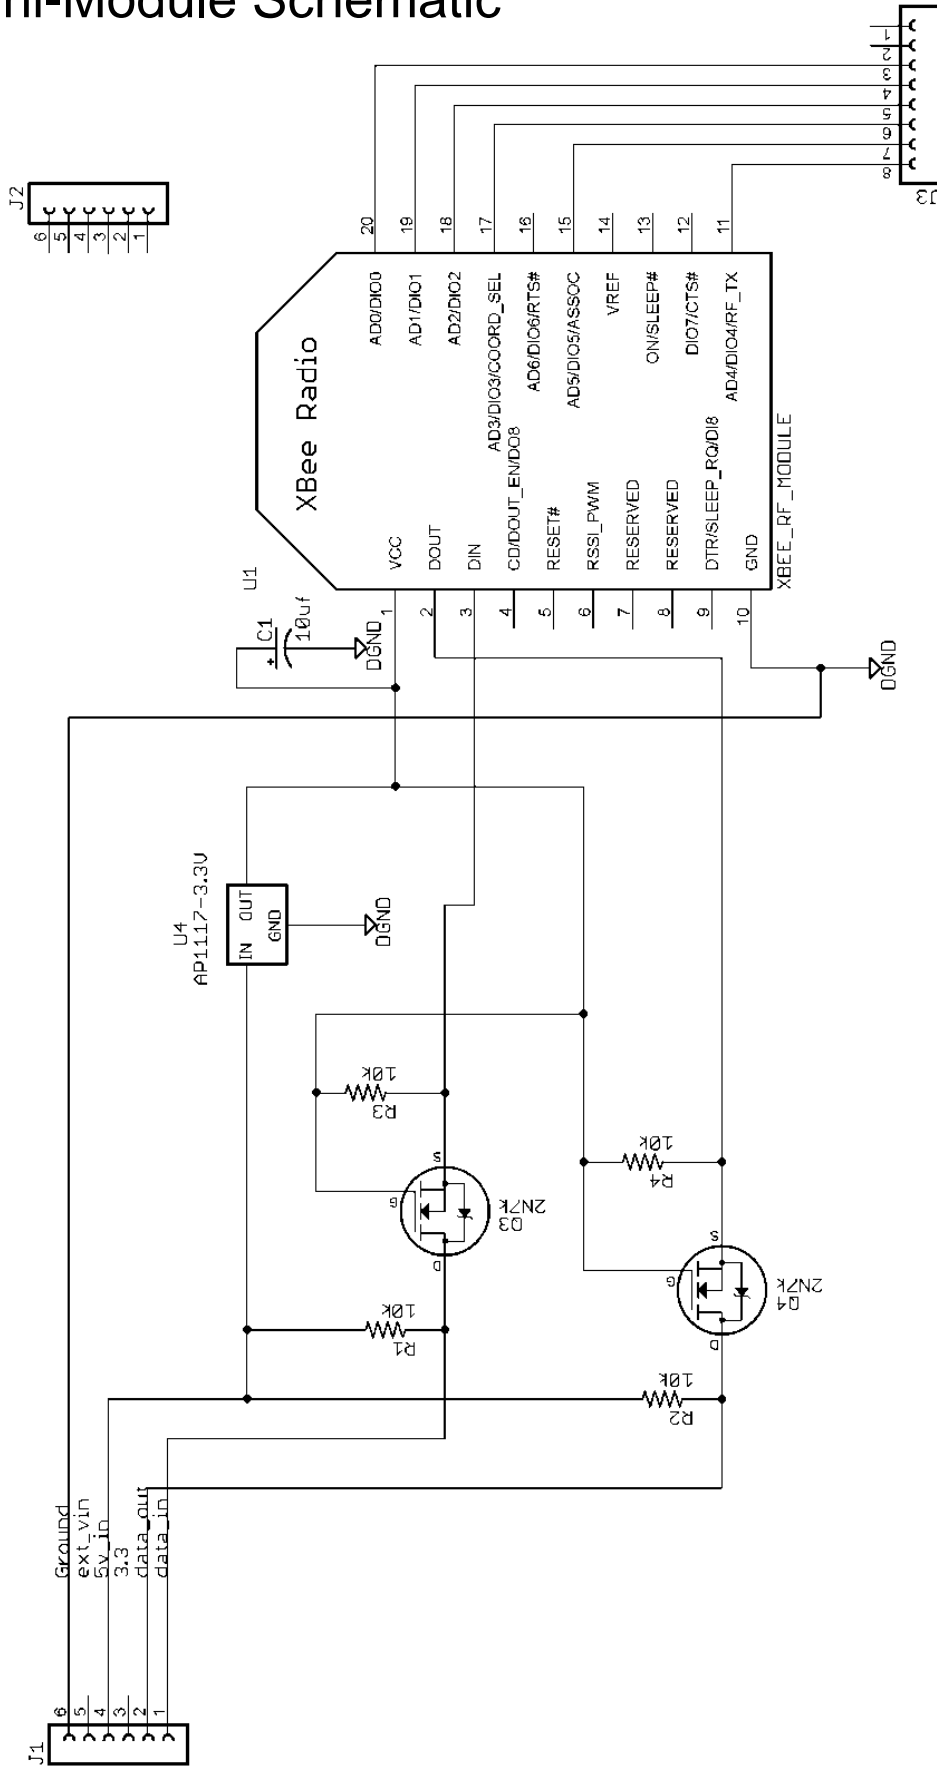 ni-Module Schematic
J2
6
5
4
3
2
1
1
2
3
4
5
6
7
8
J3
20
19
18
17
16
15
14
13
12
11
AD0/DIO0
AD1/DIO1
AD2/DIO2
AD3/DIO3/COORD_SEL
AD6/DIO6/RTS#
AD5/DIO5/ASSOC
VREF
ON/SLEEP#
DIO7/CTS#
AD4/DIO4/RF_TX
XBee Radio
VCC
DOUT
DIN
CD/DOUT_EN/DO8
RESET#
RSSI_PWM
RESERVED
RESERVED
DTR/SLEEP_RQ/DI8
GND
XBEE_RF_MODULE
U1
1
2
3
4
5
6
7
8
9
10
C1
10uf
+
DGND
DGND
U4
AP1117-3.3V
IN
OUT
GND
DGND
10k
R3
S
G
D
2N7k
Q3
10k
R4
S
G
D
2N7k
Q4
10k
R1
10k
R2
Ground
ext_vin
5v_in
3.3
data_out
data_in
6
5
4
3
2
1
J1